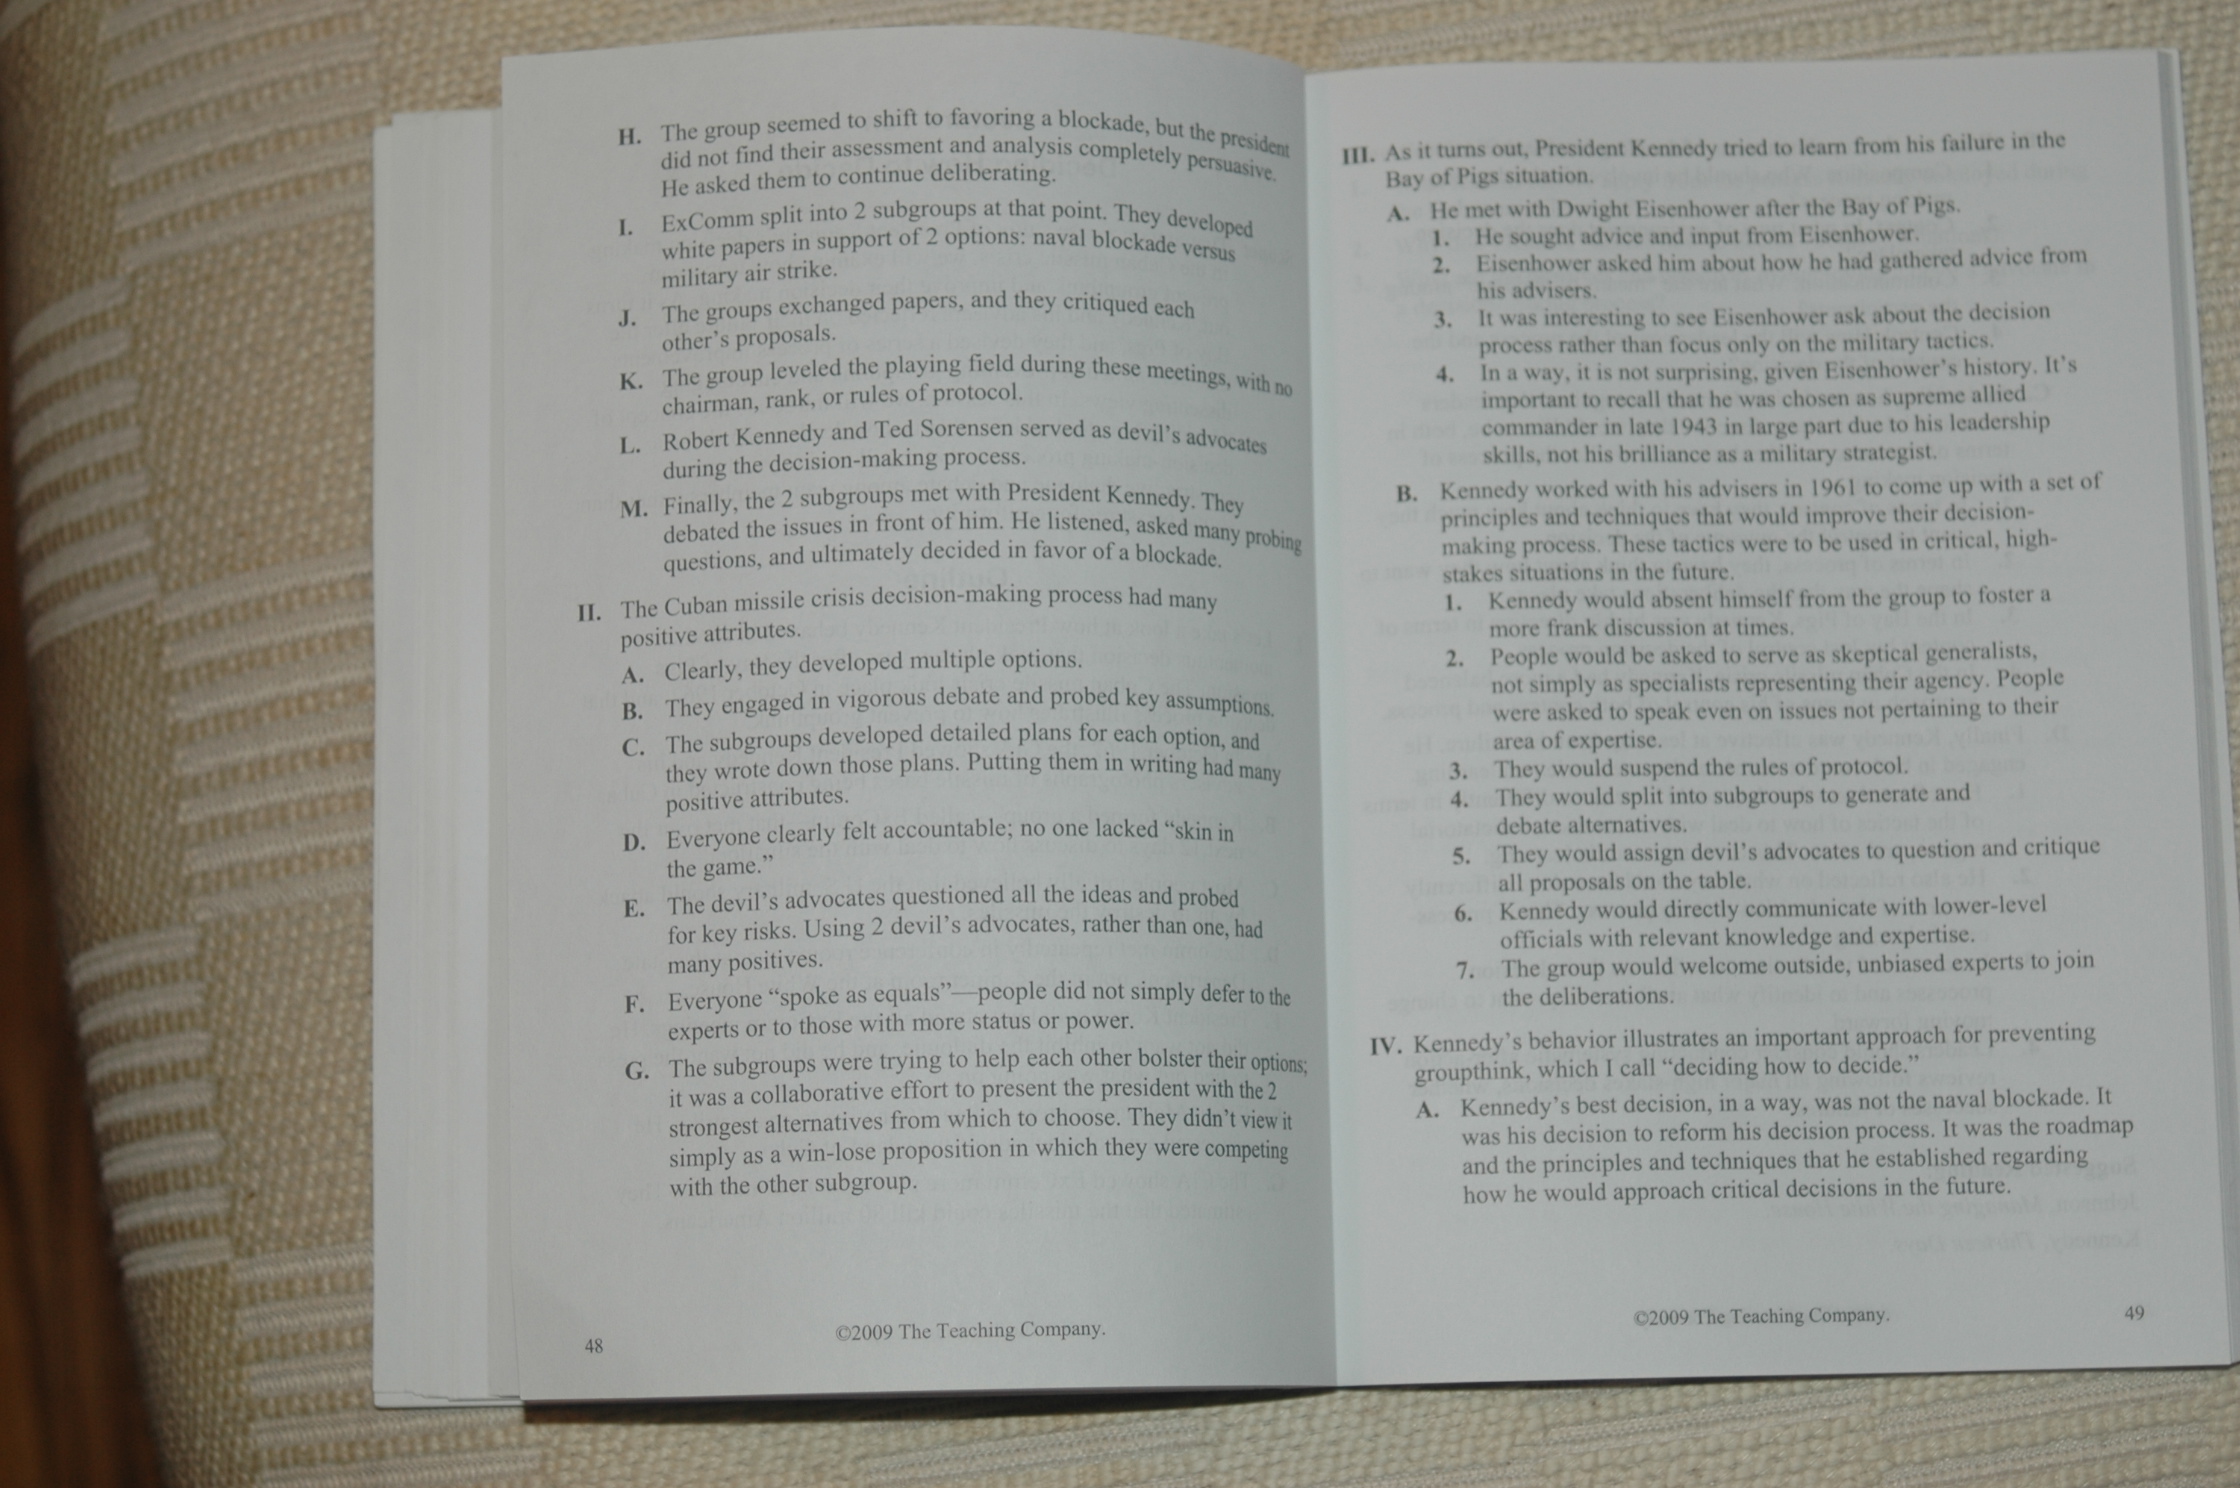 H. The group seemed to shift to favoring a blockade, but the president
did not find their assessment and analysis completely persuasive.
He asked them to continue deliberating.
I. ExComm split into 2 subgroups at that point. They developed
white papers in support of 2 options: naval blockade versus
military air strike.
J. The groups exchanged papers, and they critiqued each
other's proposals.
K. The group leveled the playing field during these meetings, with no
chairman, rank, or rules of protocol.
L. Robert Kennedy and Ted Sorensen served as devil's advocates
during the decision-making process.
M. Finally, the 2 subgroups met with President Kennedy. They
debated the issues in front of him. He listened, asked many probing
questions, and ultimately decided in favor of a blockade.
II. The Cuban missile crisis decision-making process had many
positive attributes.
A. Clearly, they developed multiple options.
B. They engaged in vigorous debate and probed key assumptions.
C. The subgroups developed detailed plans for each option, and
they wrote down those plans. Putting them in writing had many
positive attributes.
D. Everyone clearly felt accountable; no one lacked “skin in
the game.”
E. The devil's advocates questioned all the ideas and probed
for key risks. Using 2 devil's advocates, rather than one, had
many positives.
F. Everyone “spoke as equals”—people did not simply defer to the
experts or to those with more status or power.
G. The subgroups were trying to help each other bolster their options;
it was a collaborative effort to present the president with the 2
strongest alternatives from which to choose. They didn't view it
simply as a win-lose proposition in which they were competing
with the other subgroup.
48
©2009 The Teaching Company.
III. As it turns out, President Kennedy tried to learn from his failure in the
Bay of Pigs situation.
A. He met with Dwight Eisenhower after the Bay of Pigs.
1. He sought advice and input from Eisenhower.
2. Eisenhower asked him about how he had gathered advice from
his advisers.
3. It was interesting to see Eisenhower ask about the decision
process rather than focus only on the military tactics.
4. In a way, it is not surprising, given Eisenhower's history. It's
important to recall that he was chosen as supreme allied
commander in late 1943 in large part due to his leadership
skills, not his brilliance as a military strategist.
B. Kennedy worked with his advisers in 1961 to come up with a set of
principles and techniques that would improve their decision-
making process. These tactics were to be used in critical, high-
stakes situations in the future.
1. Kennedy would absent himself from the group to foster a
more frank discussion at times.
2. People would be asked to serve as skeptical generalists,
not simply as specialists representing their agency. People
were asked to speak even on issues not pertaining to their
area of expertise.
3. They would suspend the rules of protocol.
4. They would split into subgroups to generate and
debate alternatives.
5. They would assign devil's advocates to question and critique
all proposals on the table.
6. Kennedy would directly communicate with lower-level
officials with relevant knowledge and expertise.
7. The group would welcome outside, unbiased experts to join
the deliberations.
IV. Kennedy's behavior illustrates an important approach for preventing
groupthink, which I call “deciding how to decide.”
A. Kennedy's best decision, in a way, was not the naval blockade. It
was his decision to reform his decision process. It was the roadmap
and the principles and techniques that he established regarding
how he would approach critical decisions in the future.
©2009 The Teaching Company.
49